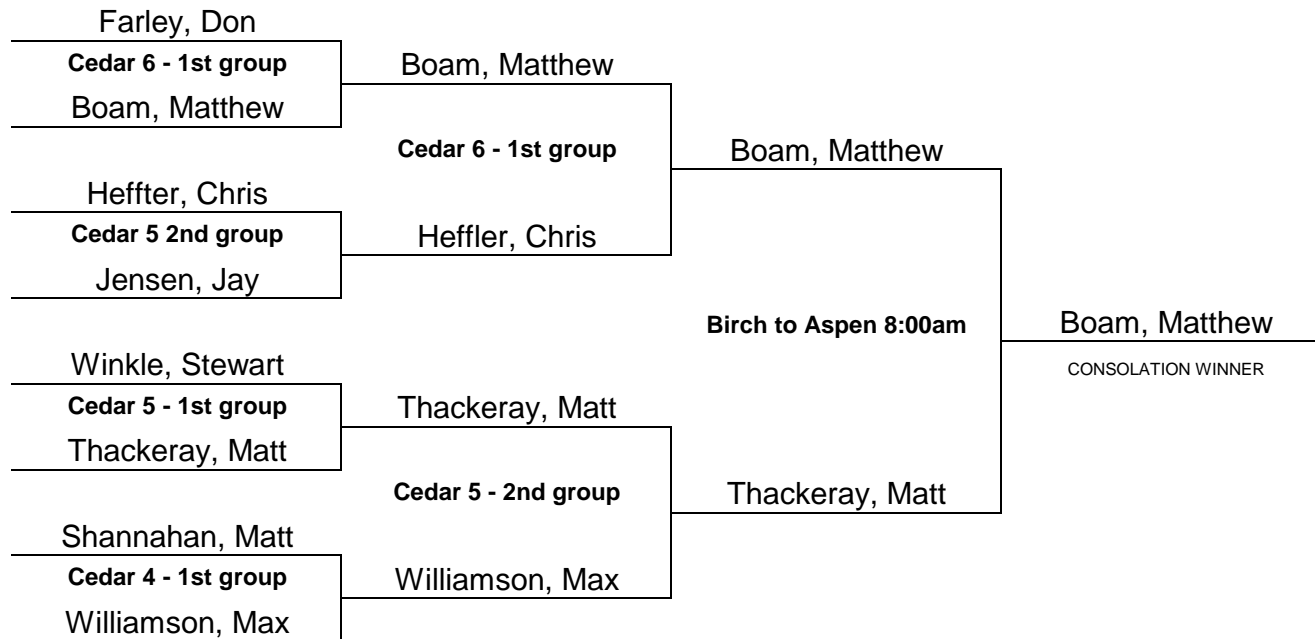 Farley, Don
Cedar 6 - 1st group
Boam, Matthew
Boam, Matthew
Cedar 6 - 1st group
Boam, Matthew
Heffter, Chris
Cedar 5 2nd group
Heffler, Chris
Jensen, Jay
Birch to Aspen 8:00am
Boam, Matthew
CONSOLATION WINNER
Winkle, Stewart
Cedar 5 - 1st group
Thackeray, Matt
Thackeray, Matt
Cedar 5 - 2nd group
Thackeray, Matt
Shannahan, Matt
Cedar 4 - 1st group
Williamson, Max
Williamson, Max